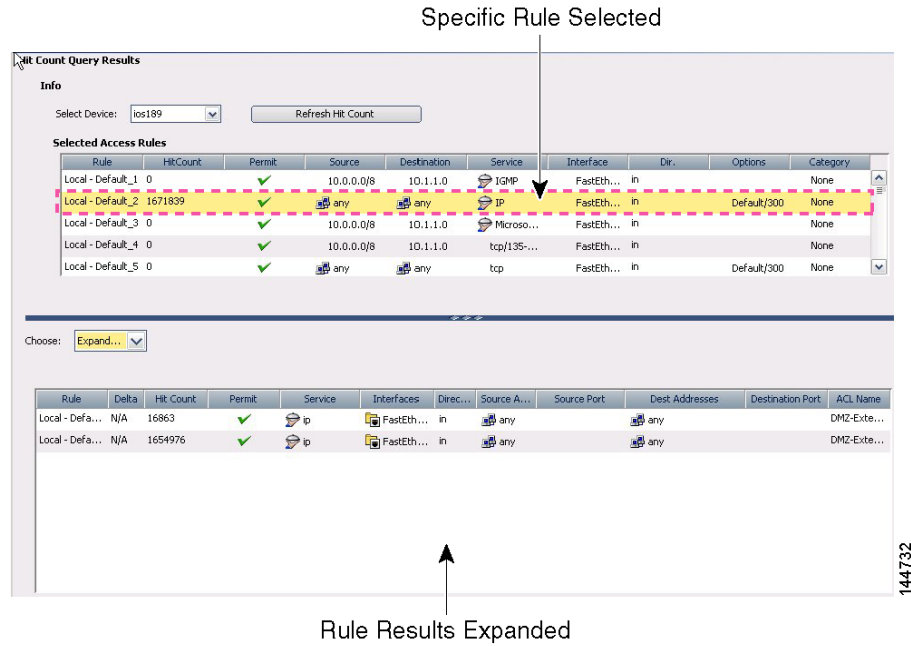 Specific Rule Selected
Hit Count Query Results
Info
Select Device: ios189 Refresh Hit Count
Selected Access Rules
Rule HitCount Permit Source Destination Service Interface Dir. Options Category
Local - Default_1 0 10.0.0.0/8 10.1.1.0 IGMP FastEth... in None
Local - Default_2 1671839 any any IP FastEth... in Default/300 None
Local - Default_3 0 10.0.0.0/8 10.1.1.0 Microso... FastEth... in None
Local - Default_4 0 10.0.0.0/8 10.1.1.0 tcp/135-... FastEth... in None
Local - Default_5 0 any any tcp FastEth... in Default/300 None
Choose: Expand...
Rule Delta Hit Count Permit Service Interfaces Direc... Source A... Source Port Dest Addresses Destination Port ACL Name
Local - Defa... N/A 16863 ip FastEth... in any any DMZ-Exte...
Local - Defa... N/A 1654976 ip FastEth... in any any DMZ-Exte...
144732
Rule Results Expanded